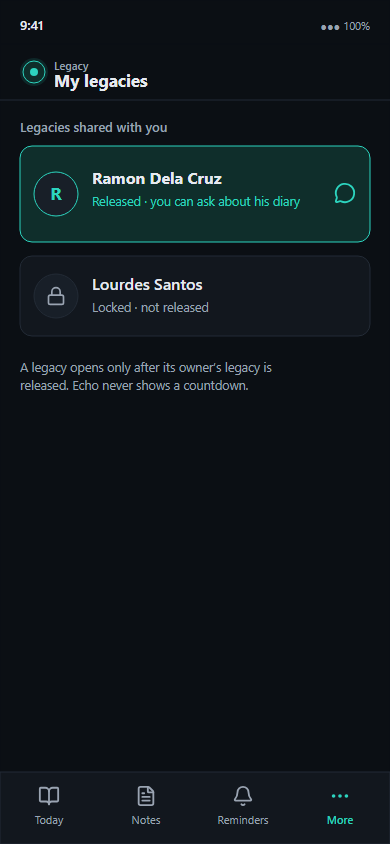 9:41
100%
Legacy
My legacies
Legacies shared with you
R
Ramon Dela Cruz
Released · you can ask about his diary
Lourdes Santos
Locked · not released
A legacy opens only after its owner's legacy is
released. Echo never shows a countdown.
Today
Notes
Reminders
More